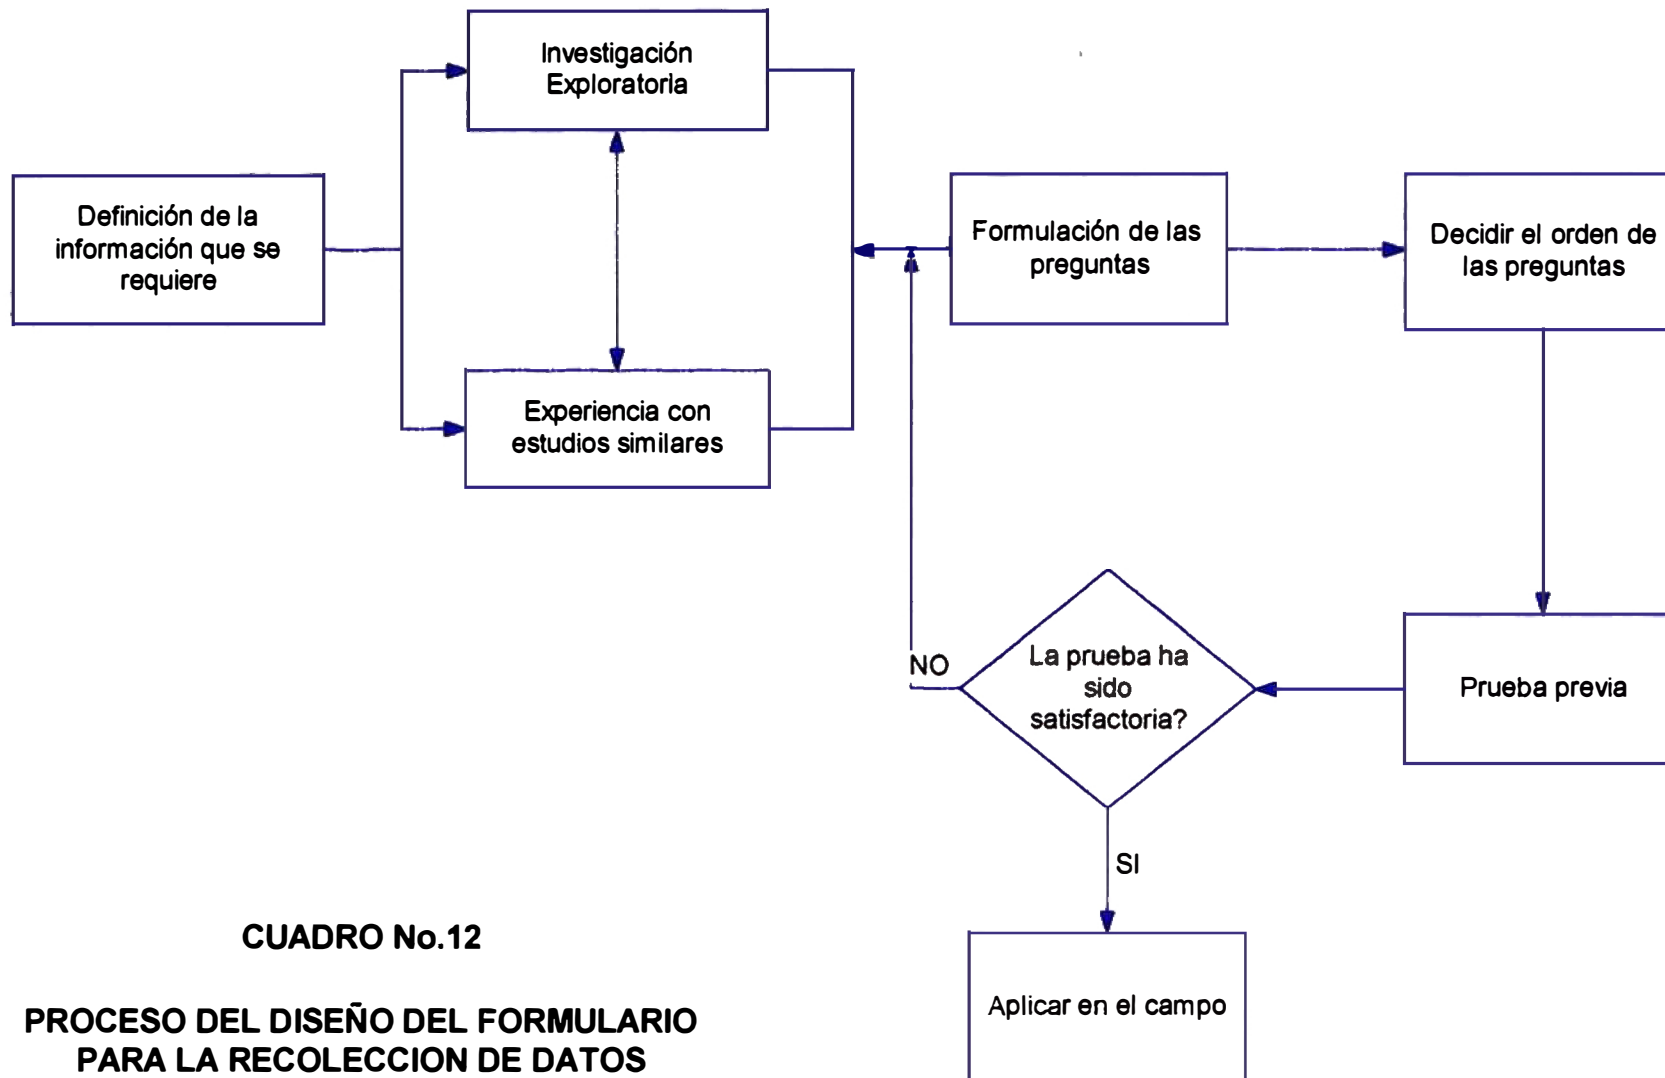 Investigación
Exploratoria
Definición de la
información que se
requiere
Experiencia con
estudios similares
Formulación de las
preguntas
Decidir el orden de
las preguntas
Prueba previa
La prueba ha
sido
satisfactoria?
NO
SI
Aplicar en el campo
CUADRO No.12
PROCESO DEL DISEÑO DEL FORMULARIO
PARA LA RECOLECCION DE DATOS